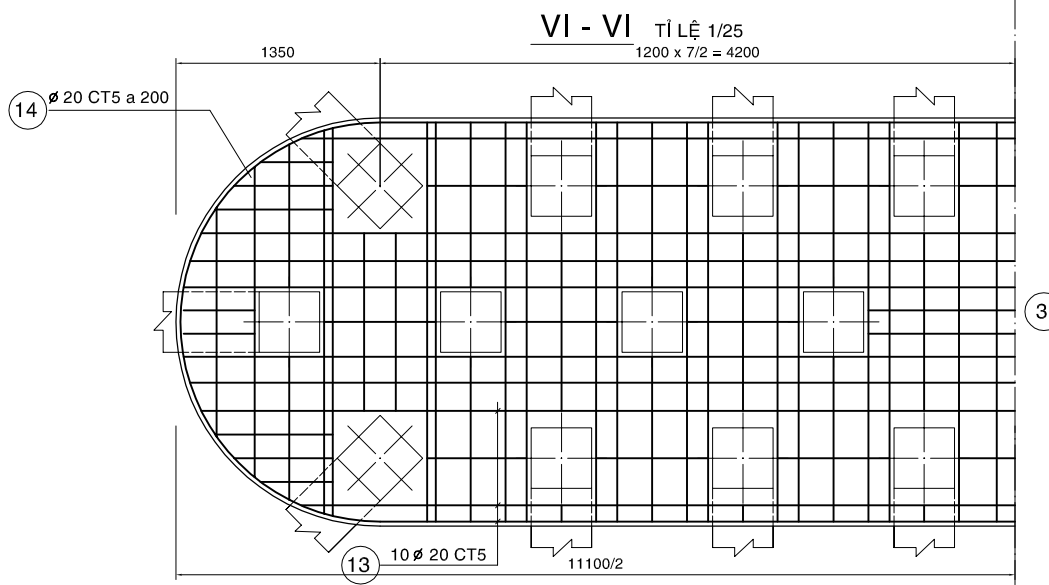 VI - VI TỈ LỆ 1/25
1350
1200 x 7/2 = 4200
14 ø 20 CT5 a 200
3
13 10 ø 20 CT5
11100/2